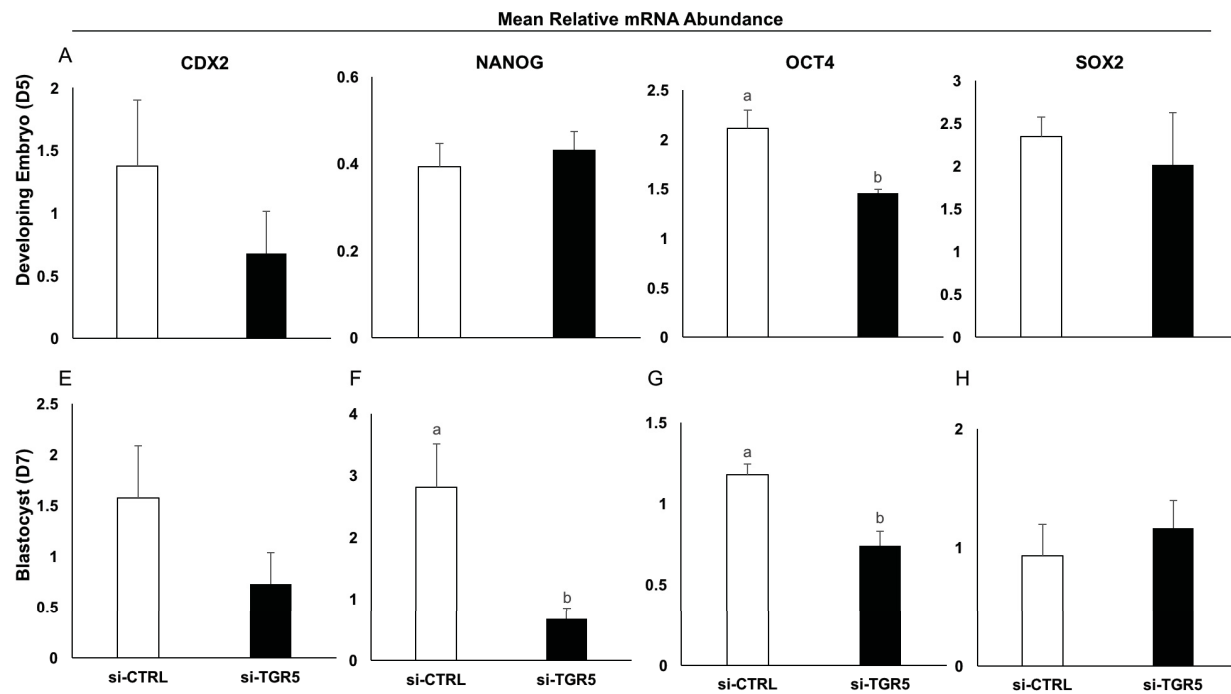 Mean Relative mRNA Abundance
A
CDX2
NANOG
OCT4
SOX2
Developing Embryo (D5)
2
1.5
1
0.5
0
0.6
0.4
0.2
0
2.5
2
1.5
1
0.5
0
a
b
3
2.5
2
1.5
1
0.5
0
E
F
G
H
Blastocyst (D7)
2.5
2
1.5
1
0.5
0
4
3
2
1
0
a
b
1.5
1
0.5
0
a
b
2
1
0
si-CTRL
si-TGR5
si-CTRL
si-TGR5
si-CTRL
si-TGR5
si-CTRL
si-TGR5